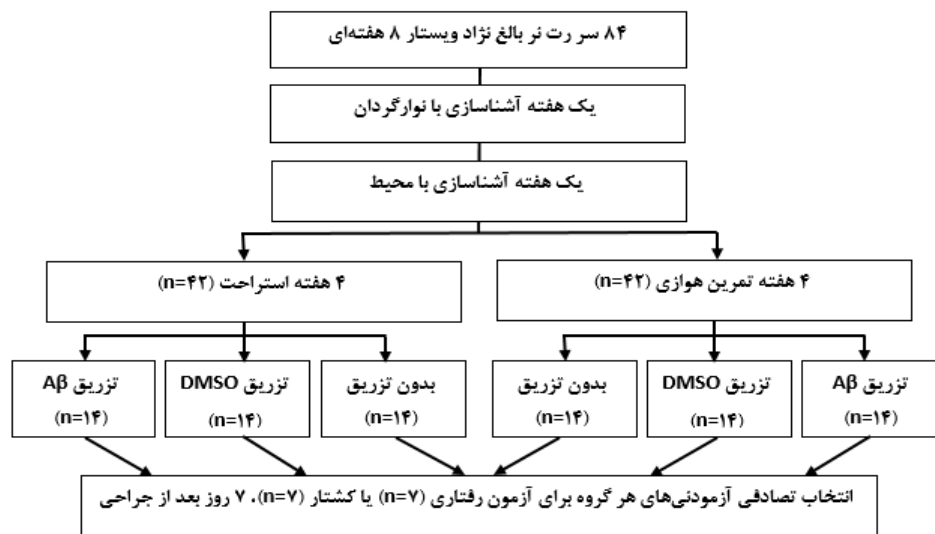 ۸۴ سر رت نر بالغ نژاد ویستار ۸ هفته‌ای
یک هفته آشناسازی با نوارگردان
یک هفته آشناسازی با محیط
۴ هفته تمرین هوازی (n=۴۲)
۴ هفته استراحت (n=۴۲)
تزریق Aβ
(n=۱۴)
تزریق DMSO
(n=۱۴)
بدون تزریق
(n=۱۴)
بدون تزریق
(n=۱۴)
تزریق DMSO
(n=۱۴)
تزریق Aβ
(n=۱۴)
انتخاب تصادفی آزمودنی‌های هر گروه برای آزمون رفتاری (n=۷) یا کشتار (n=۷)، ۷ روز بعد از جراحی